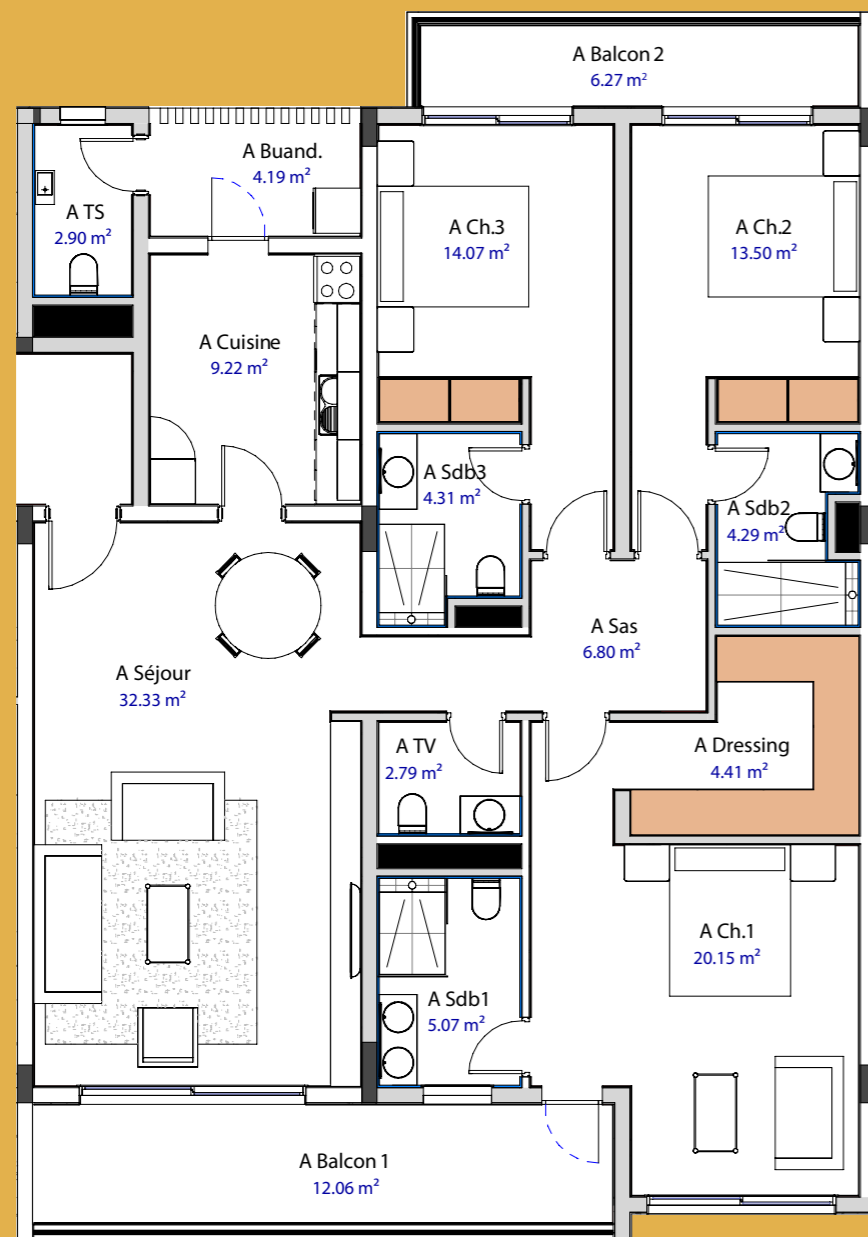 A Balcon 2
6.27 m²
A Buand.
4.19 m²
A TS
2.90 m²
A Ch.3
14.07 m²
A Ch.2
13.50 m²
A Cuisine
9.22 m²
A Sdb3
4.31 m²
A Sdb2
4.29 m²
A Sas
6.80 m²
A Séjour
32.33 m²
A TV
2.79 m²
A Dressing
4.41 m²
A Ch.1
20.15 m²
A Sdb1
5.07 m²
A Balcon 1
12.06 m²